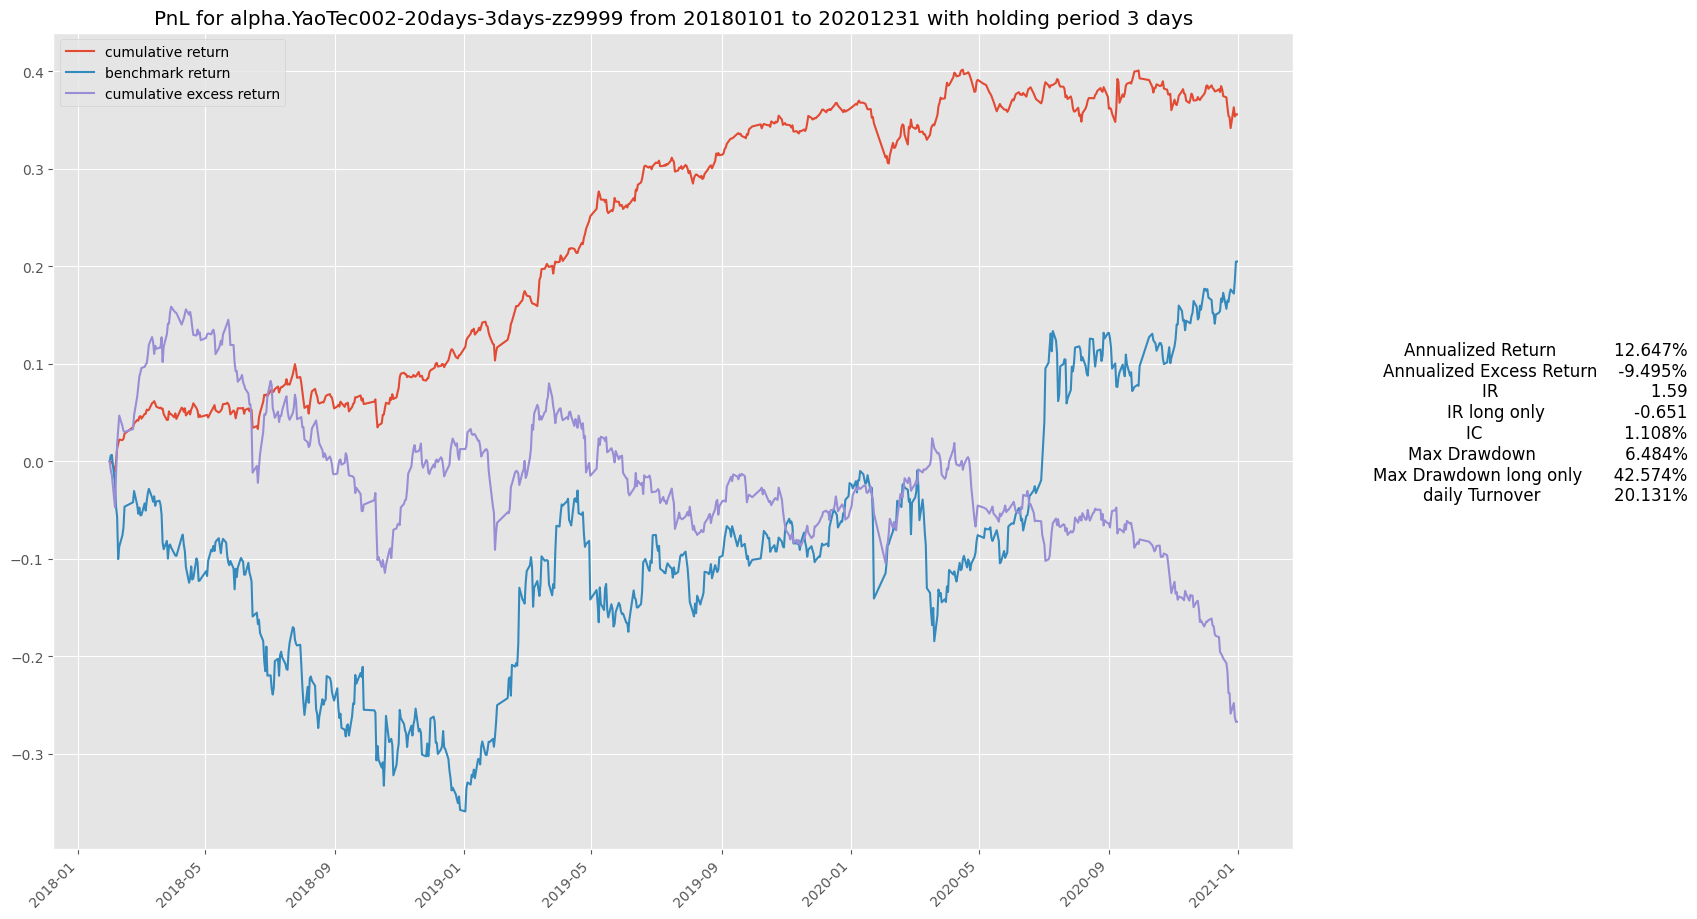 PnL for alpha.YaoTec002-20days-3days-zz9999 from 20180101 to 20201231 with holding period 3 days
cumulative return
benchmark return
cumulative excess return
0.4
0.3
0.2
0.1
0.0
−0.1
−0.2
−0.3
2018-01
2018-05
2018-09
2019-01
2019-05
2019-09
2020-01
2020-05
2020-09
2021-01
Annualized Return 12.647%
Annualized Excess Return -9.495%
IR 1.59
IR long only -0.651
IC 1.108%
Max Drawdown 6.484%
Max Drawdown long only 42.574%
daily Turnover 20.131%